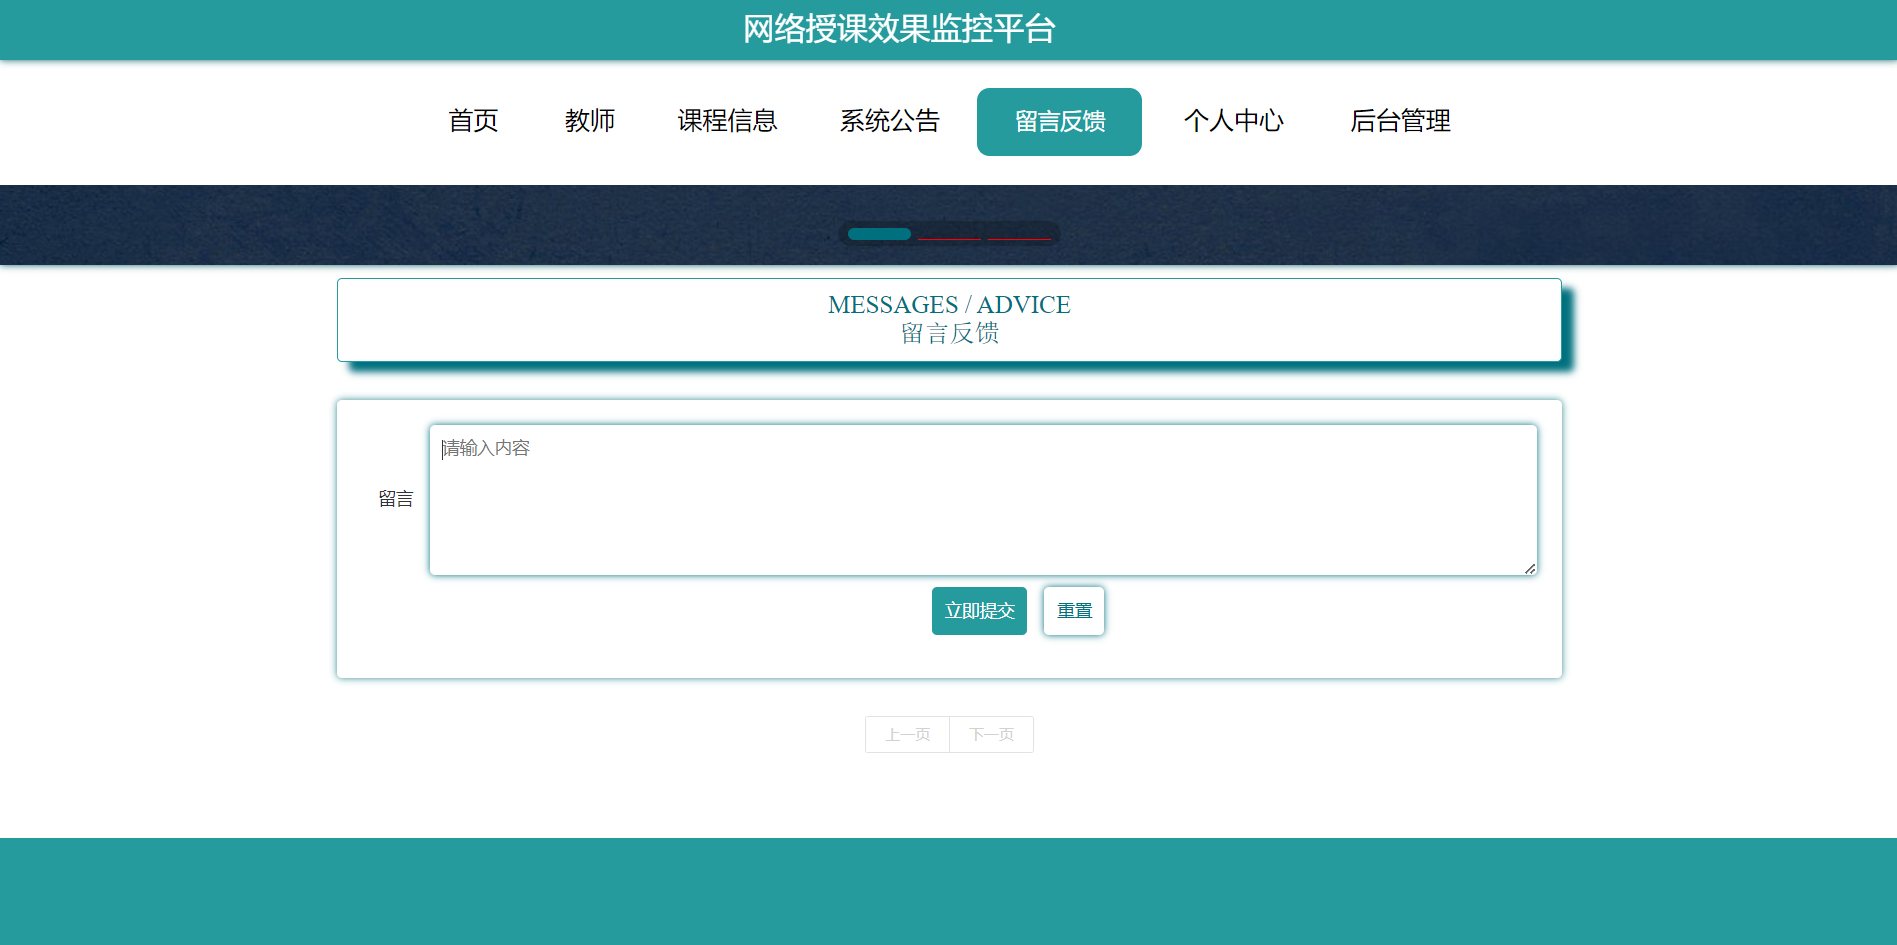 网络授课效果监控平台
首页 教师 课程信息 系统公告 留言反馈 个人中心 后台管理
MESSAGES / ADVICE
留言反馈
请输入内容
留言
立即提交 重置
上一页 下一页